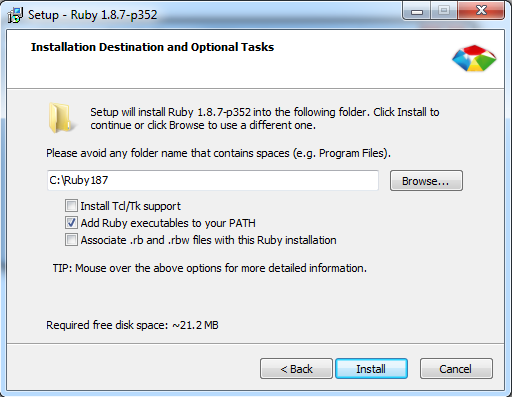 Setup - Ruby 1.8.7-p352
Installation Destination and Optional Tasks
Setup will install Ruby 1.8.7-p352 into the following folder. Click Install to
continue or click Browse to use a different one.
Please avoid any folder name that contains spaces (e.g. Program Files).
C:\Ruby187
Browse...
Install Tcl/Tk support
Add Ruby executables to your PATH
Associate .rb and .rbw files with this Ruby installation
TIP: Mouse over the above options for more detailed information.
Required free disk space: ~21.2 MB
< Back
Install
Cancel